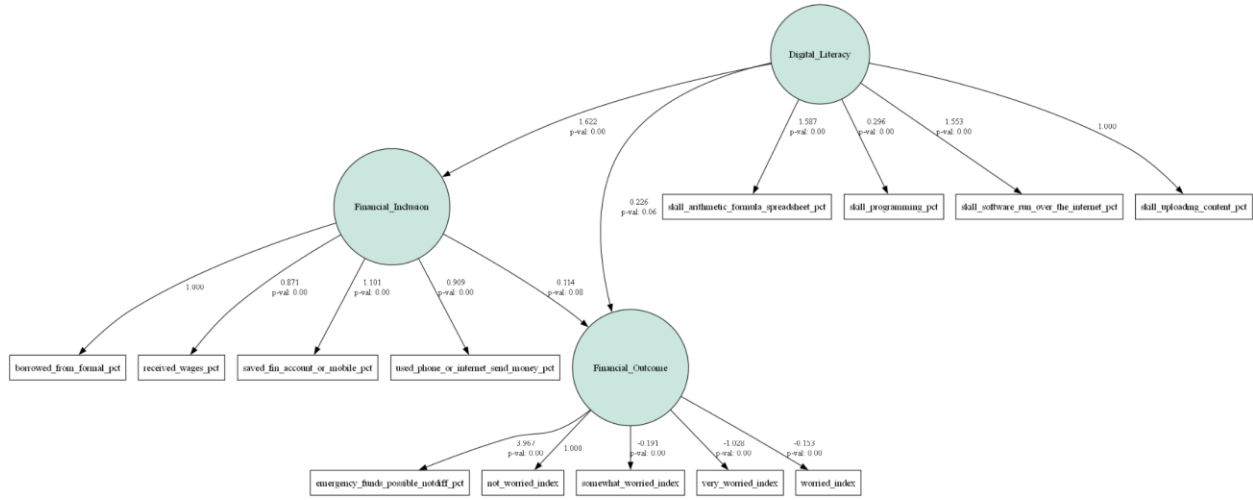 Digital_Literacy
1.622
p-val: 0.00
1.587
p-val: 0.00
0.296
p-val: 0.00
1.553
p-val: 0.00
1.000
Financial_Inclusion
0.226
p-val: 0.06
skill_arithmetic_formula_spreadsheet_pct
skill_programming_pct
skill_software_run_over_the_internet_pct
skill_uploading_content_pct
1.000
0.871
p-val: 0.00
1.101
p-val: 0.00
0.909
p-val: 0.00
0.114
p-val: 0.08
borrowed_from_formal_pct
received_wages_pct
saved_fin_account_or_mobile_pct
used_phone_or_internet_send_money_pct
Financial_Outcome
3.967
p-val: 0.00
1.000
-0.191
p-val: 0.00
-1.028
p-val: 0.00
-0.153
p-val: 0.00
emergency_funds_possible_notdiff_pct
not_worried_index
somewhat_worried_index
very_worried_index
worried_index